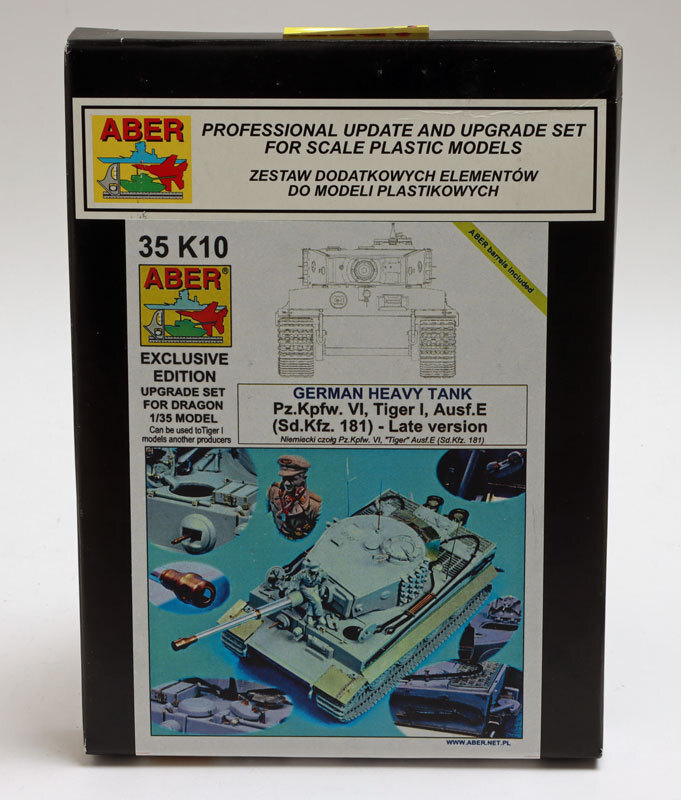 ABER
PROFESSIONAL UPDATE AND UPGRADE SET
FOR SCALE PLASTIC MODELS
ZESTAW DODATKOWYCH ELEMENTÓW
DO MODELI PLASTIKOWYCH
35 K10
ABER®
ABER barrels included
EXCLUSIVE
EDITION
UPGRADE SET
FOR DRAGON
1/35 MODEL
Can be used toTiger I
models another producers
GERMAN HEAVY TANK
Pz.Kpfw. VI, Tiger I, Ausf.E
(Sd.Kfz. 181) - Late version
Niemiecki czołg Pz.Kpfw. VI, "Tiger" Ausf.E (Sd.Kfz. 181)
WWW.ABER.NET.PL